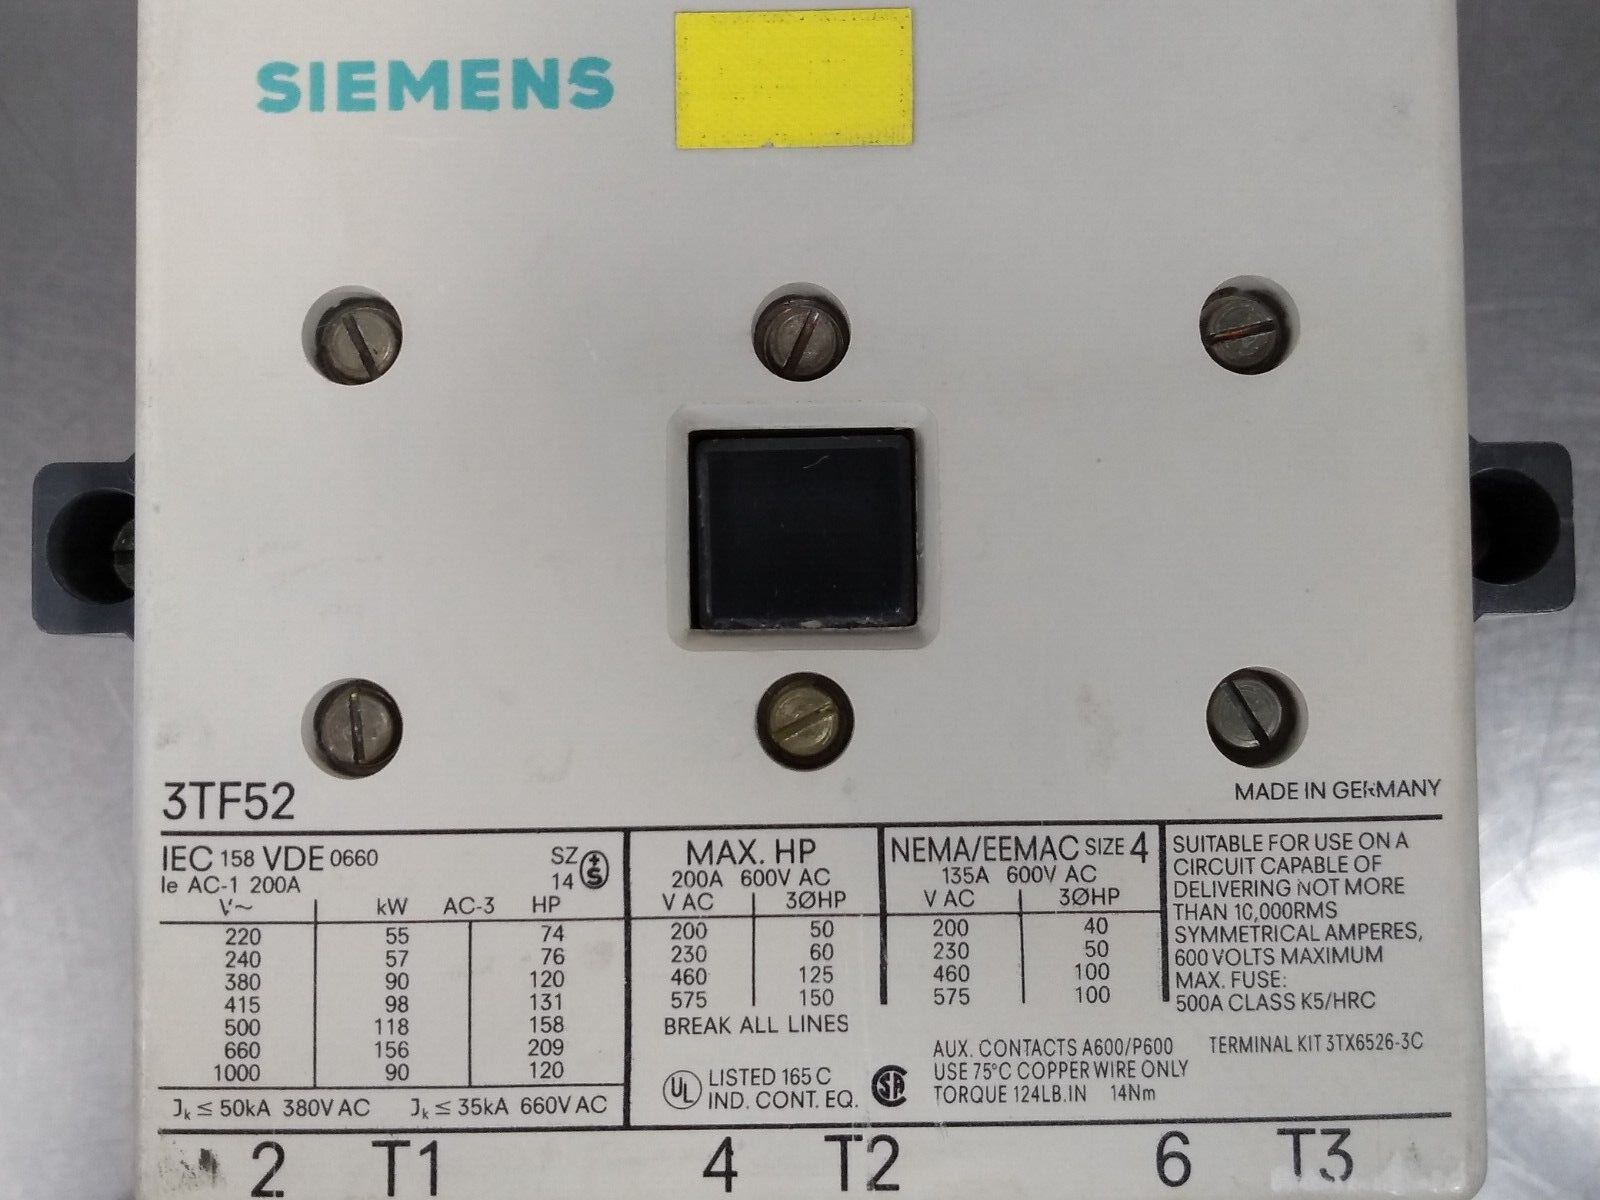 SIEMENS
3TF52
MADE IN GERMANY
IEC 158 VDE 0660
Ie AC-1 200A
SZ
14
V~ kW AC-3 HP
220 55 74
240 57 76
380 90 120
415 98 131
500 118 158
660 156 209
1000 90 120
Jk ≤ 50kA 380V AC Jk ≤ 35kA 660V AC
MAX. HP
200A 600V AC
V AC 3ØHP
200 50
230 60
460 125
575 150
BREAK ALL LINES
UL LISTED 165 C
IND. CONT. EQ.
NEMA/EEMAC SIZE 4
135A 600V AC
V AC 3ØHP
200 40
230 50
460 100
575 100
SUITABLE FOR USE ON A
CIRCUIT CAPABLE OF
DELIVERING NOT MORE
THAN 10,000RMS
SYMMETRICAL AMPERES,
600 VOLTS MAXIMUM
MAX. FUSE:
500A CLASS K5/HRC
SA
AUX. CONTACTS A600/P600 TERMINAL KIT 3TX6526-3C
USE 75°C COPPER WIRE ONLY
TORQUE 124LB.IN 14Nm
2 T1 4 T2 6 T3